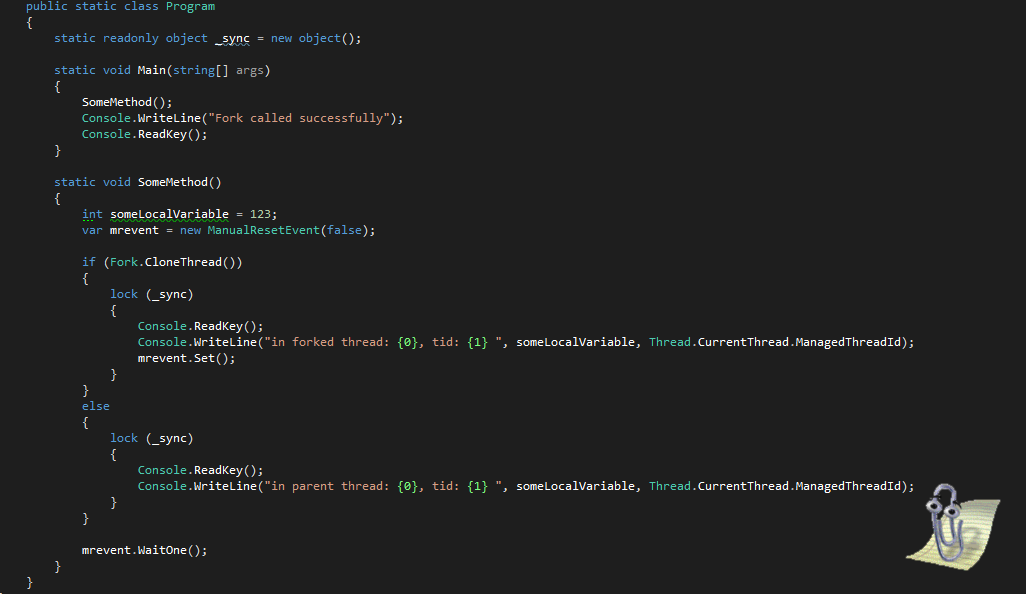 public static class Program
{
    static readonly object _sync = new object();

    static void Main(string[] args)
    {
        SomeMethod();
        Console.WriteLine("Fork called successfully");
        Console.ReadKey();
    }

    static void SomeMethod()
    {
        int someLocalVariable = 123;
        var mrevent = new ManualResetEvent(false);

        if (Fork.CloneThread())
        {
            lock (_sync)
            {
                Console.ReadKey();
                Console.WriteLine("in forked thread: {0}, tid: {1} ", someLocalVariable, Thread.CurrentThread.ManagedThreadId);
                mrevent.Set();
            }
        }
        else
        {
            lock (_sync)
            {
                Console.ReadKey();
                Console.WriteLine("in parent thread: {0}, tid: {1} ", someLocalVariable, Thread.CurrentThread.ManagedThreadId);
            }
        }

        mrevent.WaitOne();
    }
}